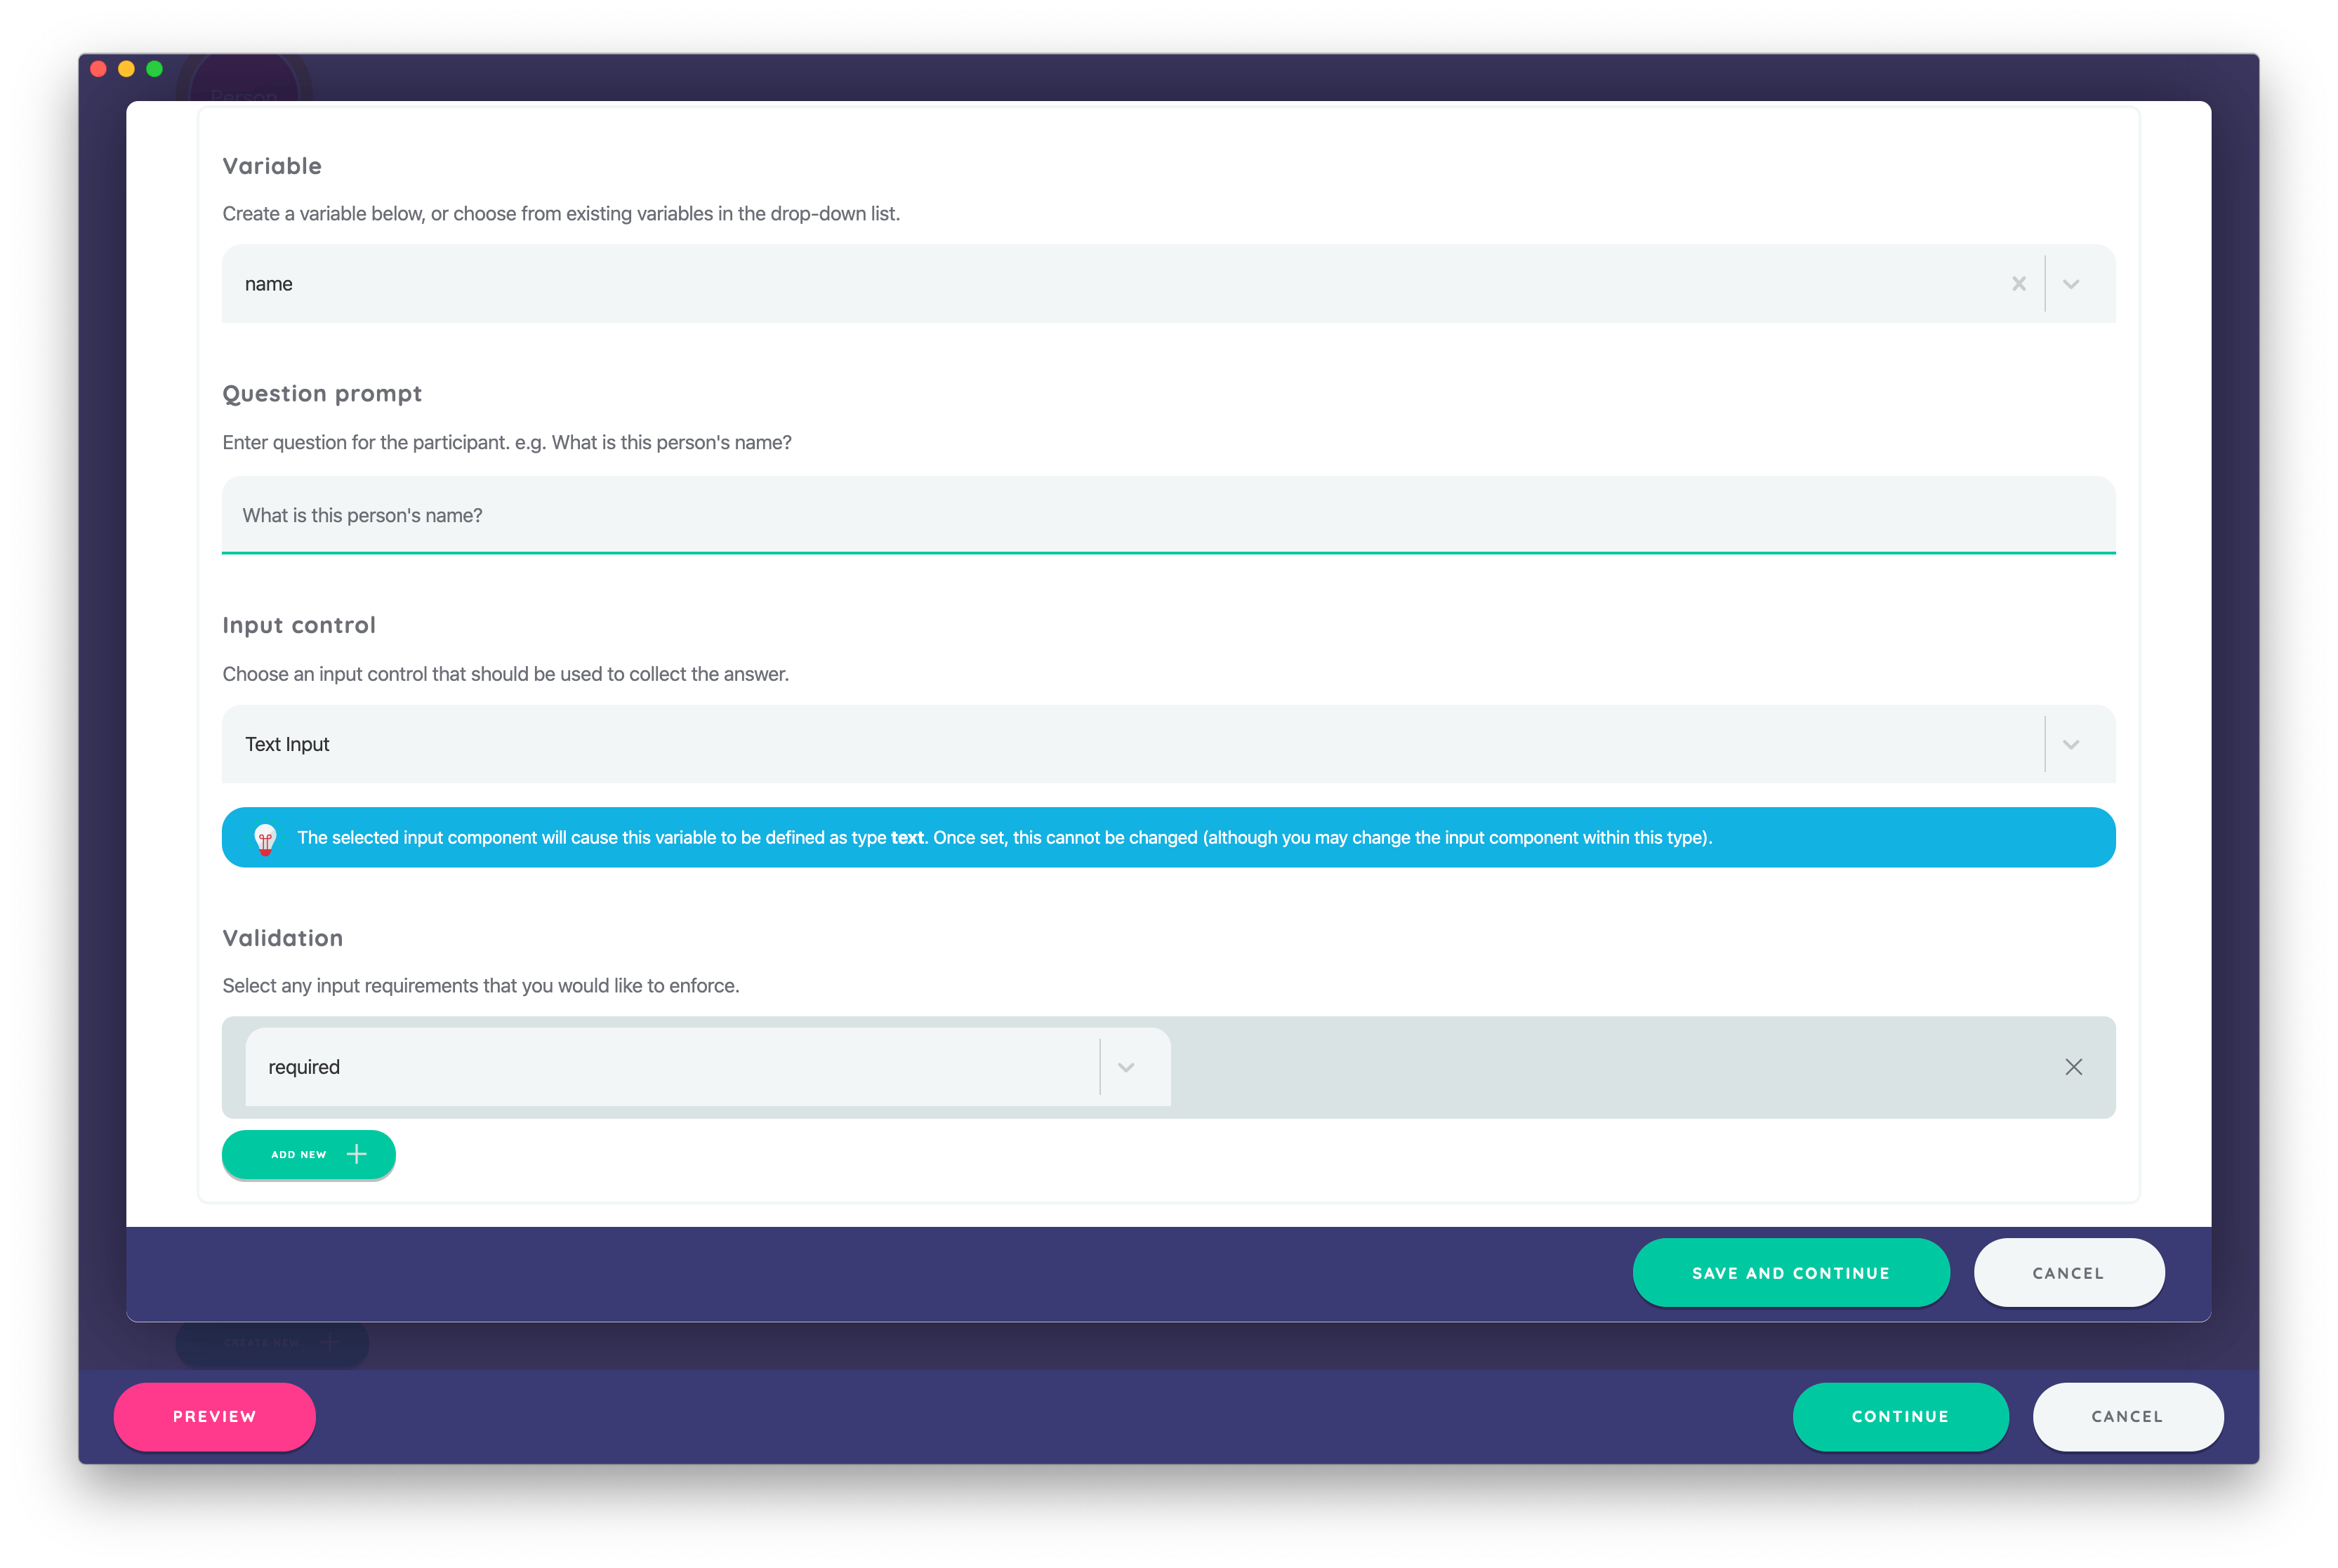 Person
Variable
Create a variable below, or choose from existing variables in the drop-down list.
name
Question prompt
Enter question for the participant. e.g. What is this person's name?
What is this person's name?
Input control
Choose an input control that should be used to collect the answer.
Text Input
The selected input component will cause this variable to be defined as type text. Once set, this cannot be changed (although you may change the input component within this type).
Validation
Select any input requirements that you would like to enforce.
required
ADD NEW
SAVE AND CONTINUE CANCEL
CREATE NEW
PREVIEW CONTINUE CANCEL